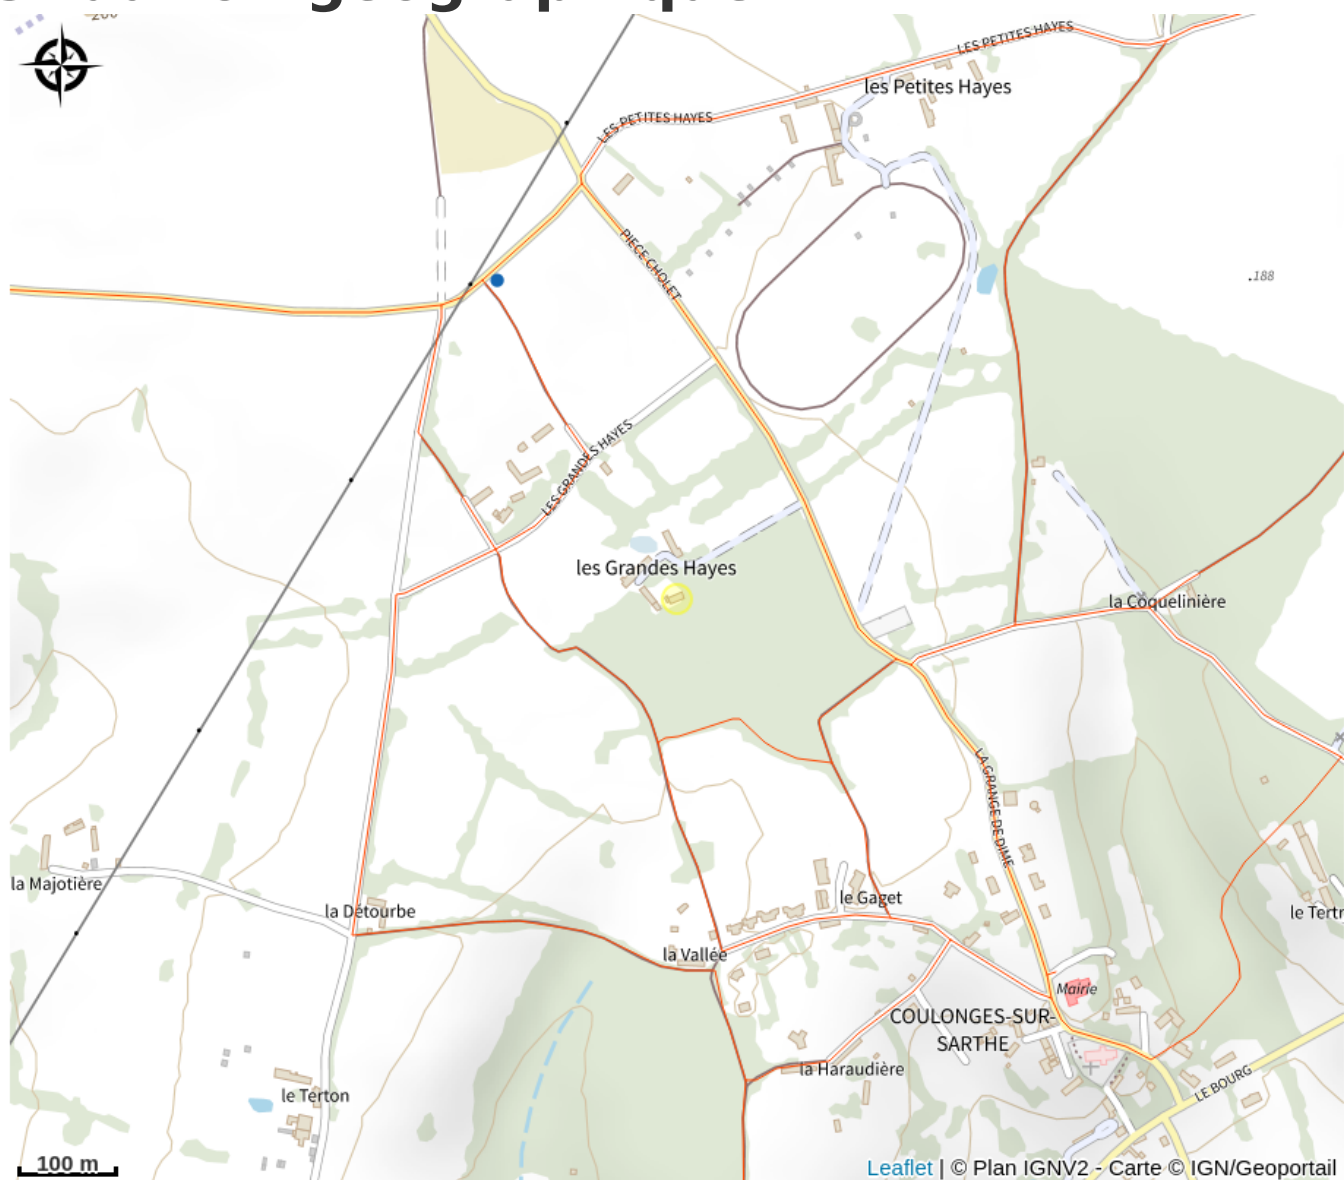 200
LES PETITES HAYES
les Petites Hayes
LES PETITES HAYES
PIECE CHOLET
.188
LES GRANDES HAYES
les Grandes Hayes
la Coquelinière
LA GRANGE DE DIME
la Majotière
la Détourbe
le Gaget
le Tertr
la Vallée
Mairie
COULONGES-SUR-
SARTHE
la Haraudière
LE BOURG
le Terton
100 m
Leaflet | © Plan IGNV2 - Carte © IGN/Geoportail